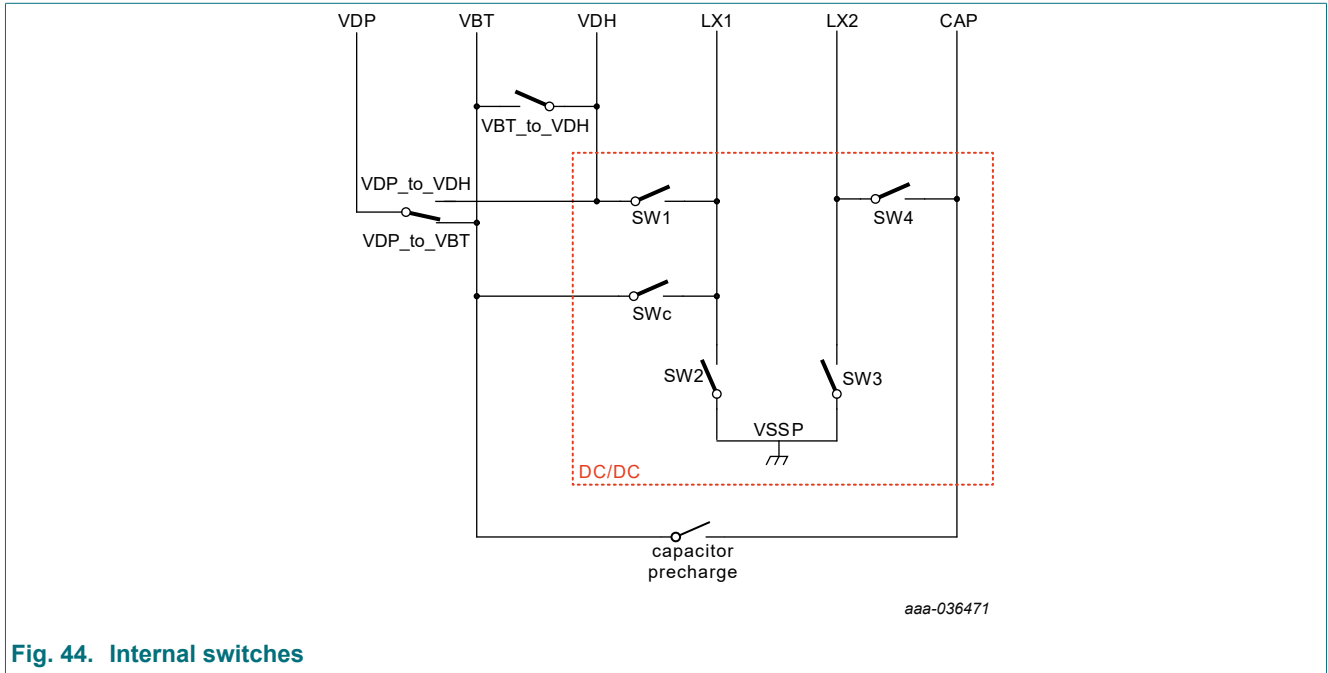 VDP VBT VDH LX1 LX2 CAP
VBT_to_VDH
VDP_to_VDH
SW1
SW4
VDP_to_VBT
SWc
SW2
SW3
VSSP
DC/DC
capacitor
precharge
aaa-036471
Fig. 44. Internal switches